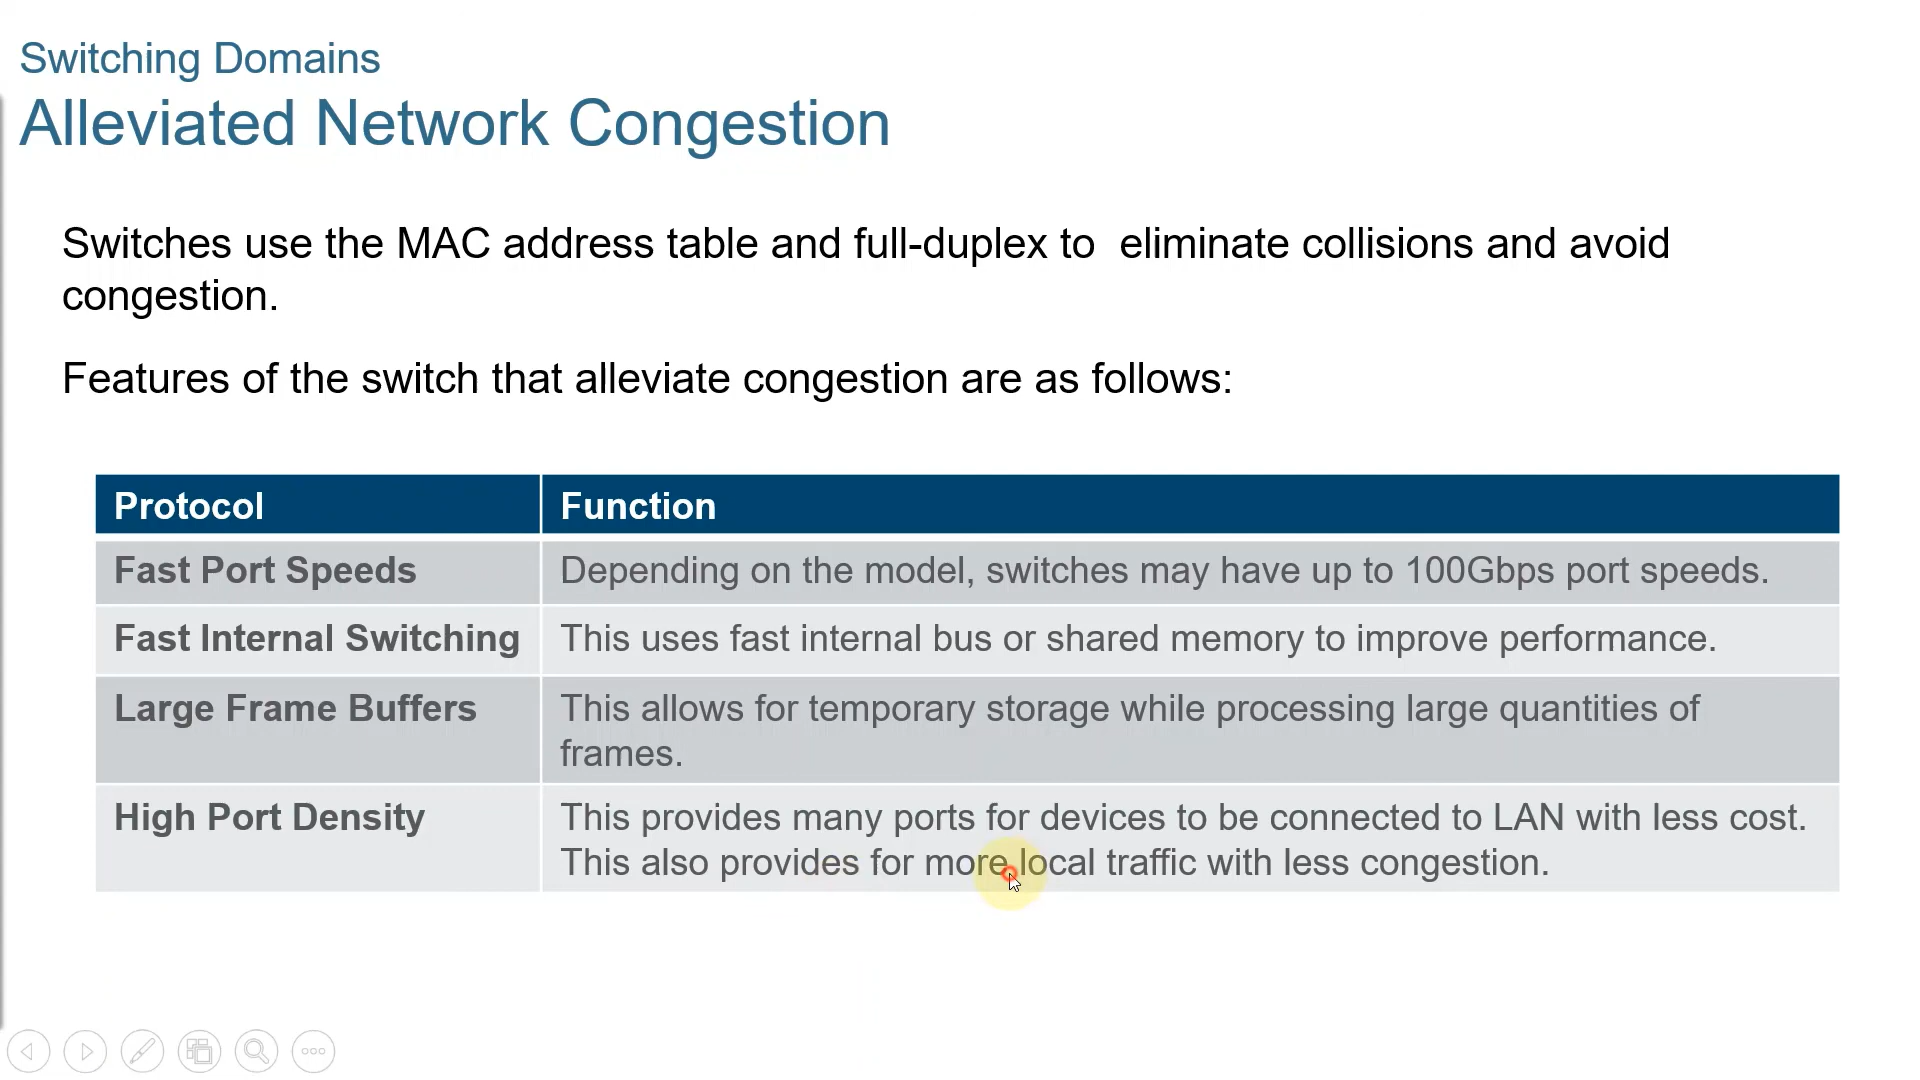 Switching Domains
Alleviated Network Congestion
Switches use the MAC address table and full-duplex to  eliminate collisions and avoid
congestion.
Features of the switch that alleviate congestion are as follows:
Protocol
Function
Fast Port Speeds
Depending on the model, switches may have up to 100Gbps port speeds.
Fast Internal Switching
This uses fast internal bus or shared memory to improve performance.
Large Frame Buffers
This allows for temporary storage while processing large quantities of
frames.
High Port Density
This provides many ports for devices to be connected to LAN with less cost.
This also provides for more local traffic with less congestion.